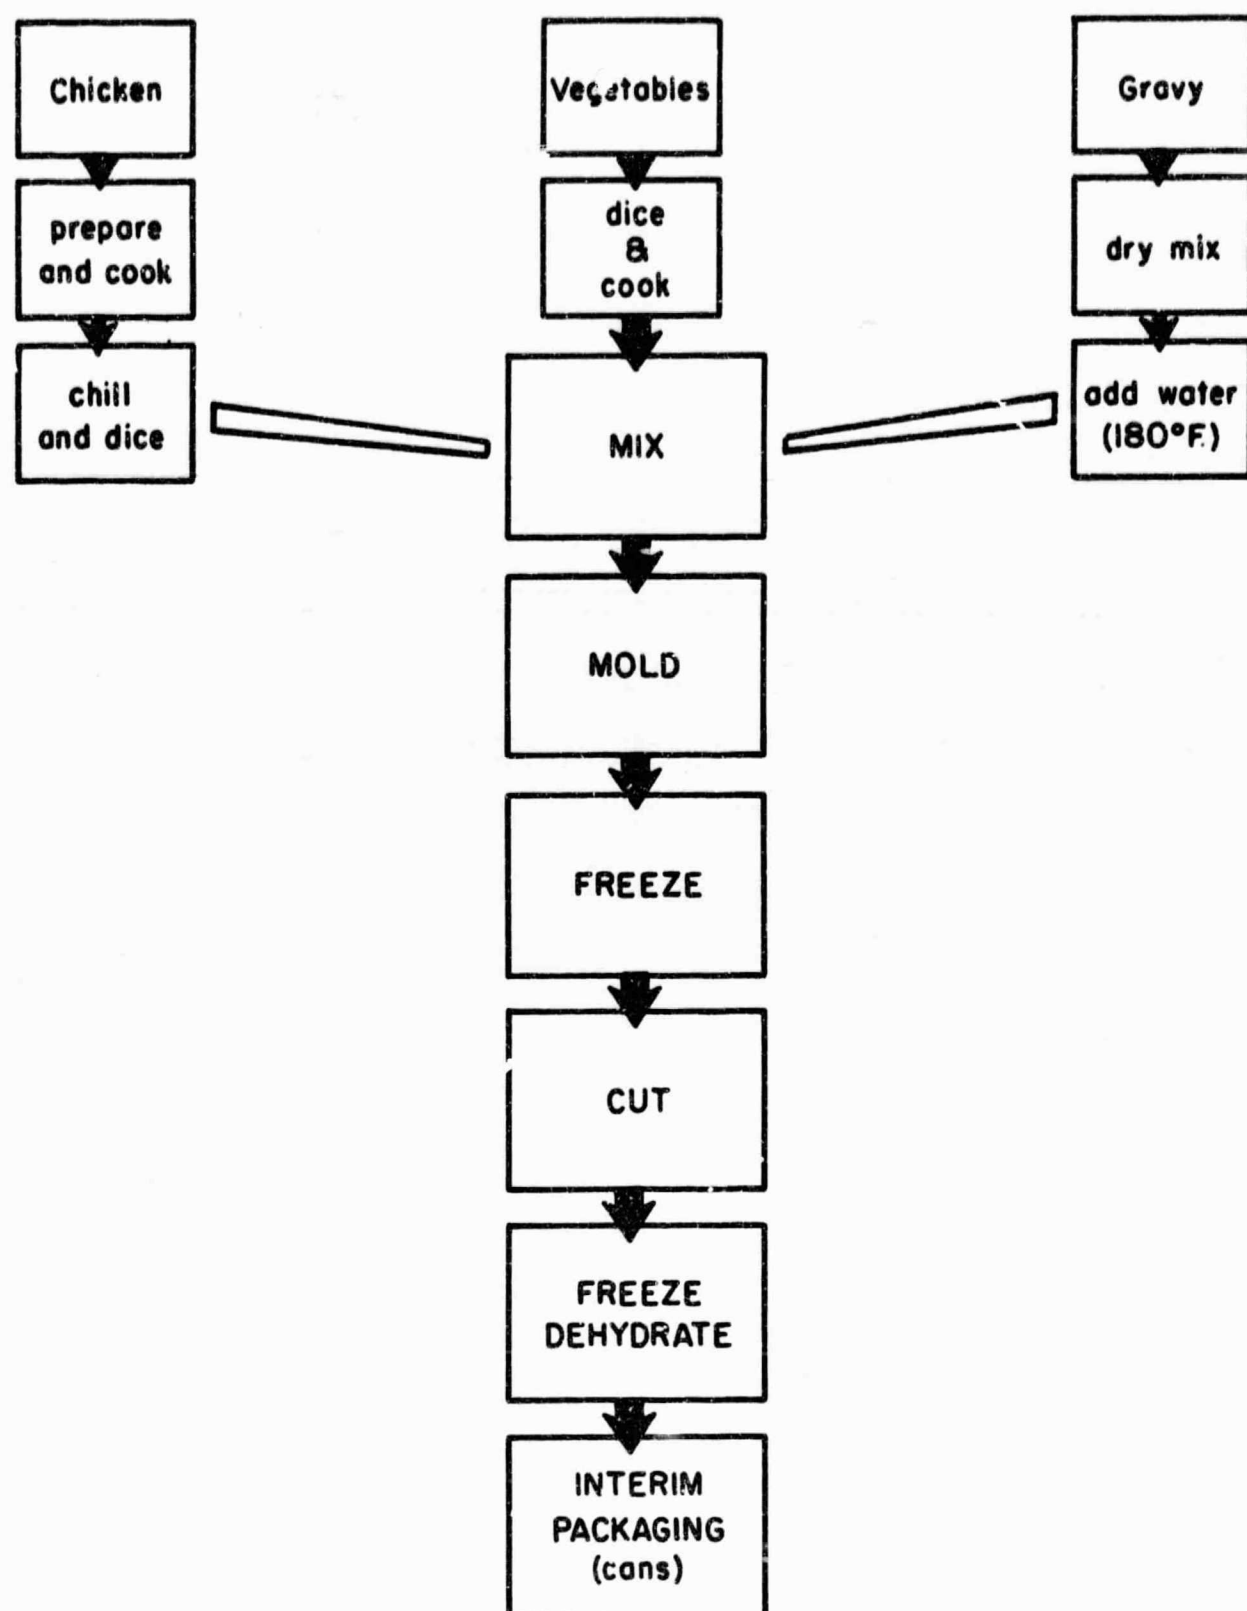 Chicken
prepare
and cook
chill
and dice
Vegetables
dice
&
cook
Gravy
dry mix
add water
(180°F.)
MIX
MOLD
FREEZE
CUT
FREEZE
DEHYDRATE
INTERIM
PACKAGING
(cans)